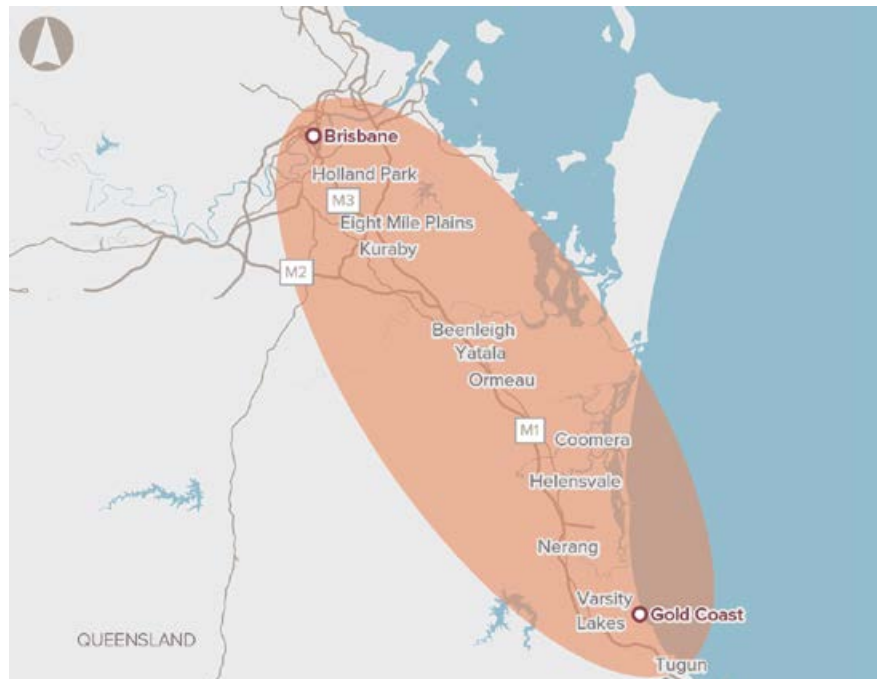 Brisbane
Holland Park
M3
Eight Mile Plains
Kuraby
M2
Beenleigh
Yatala
Ormeau
M1
Coomera
Helensvale
Nerang
Varsity
Lakes
Gold Coast
QUEENSLAND
Tugun